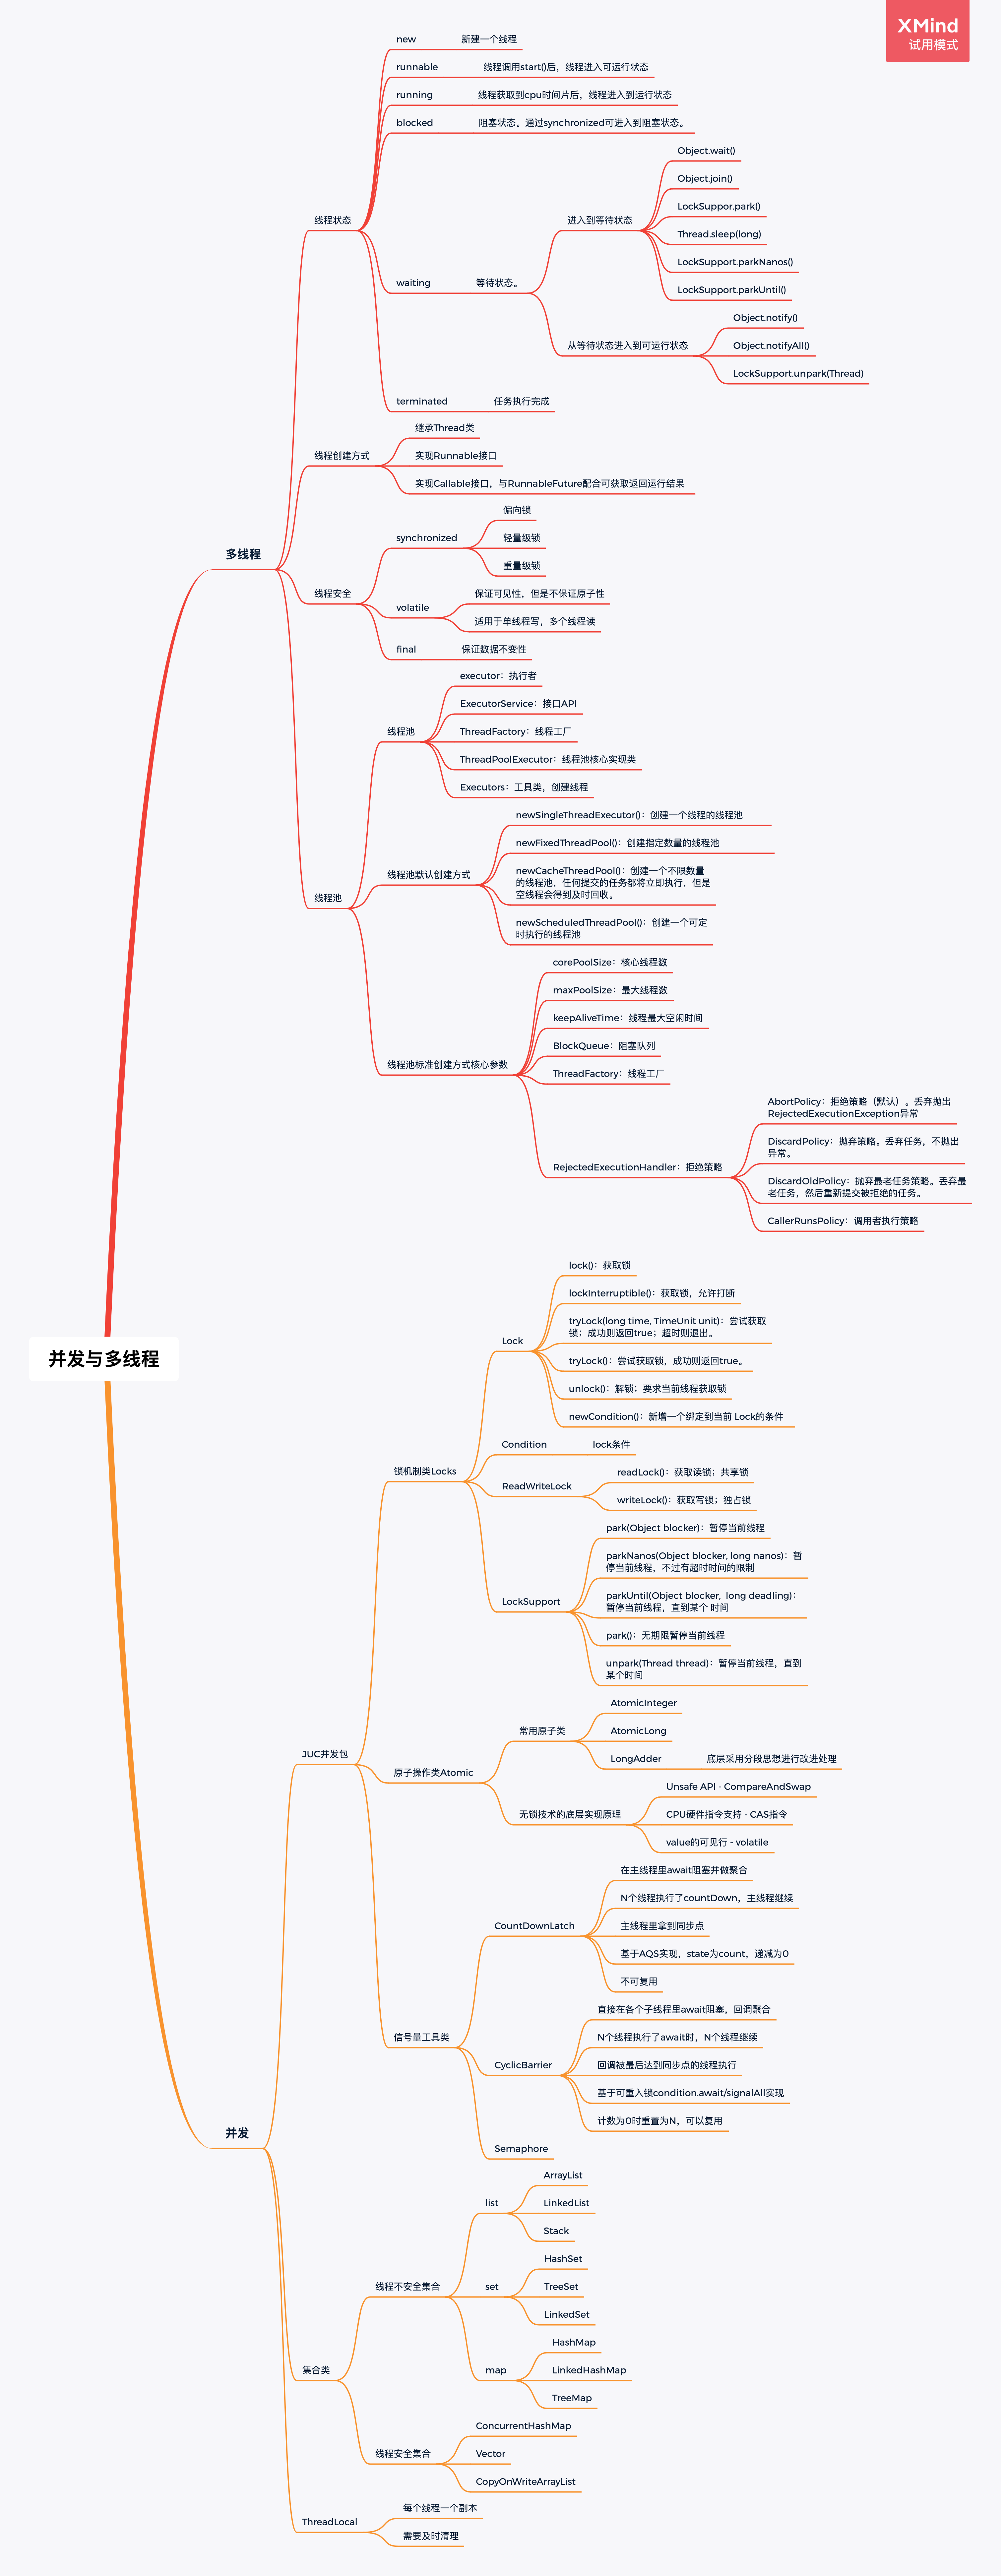 XMind
试用模式
new
新建一个线程
runnable
线程调用start()后，线程进入可运行状态
running
线程获取到cpu时间片后，线程进入到运行状态
blocked
阻塞状态。通过synchronized可进入到阻塞状态。
Object.wait()
Object.join()
LockSuppor.park()
线程状态
进入到等待状态
Thread.sleep(long)
LockSupport.parkNanos()
waiting
等待状态。
LockSupport.parkUntil()
Object.notify()
从等待状态进入到可运行状态
Object.notifyAll()
LockSupport.unpark(Thread)
terminated
任务执行完成
继承Thread类
线程创建方式
实现Runnable接口
实现Callable接口，与RunnableFuture配合可获取返回运行结果
偏向锁
synchronized
轻量级锁
多线程
重量级锁
线程安全
保证可见性，但是不保证原子性
volatile
适用于单线程写，多个线程读
final
保证数据不变性
executor：执行者
ExecutorService：接口API
线程池
ThreadFactory：线程工厂
ThreadPoolExecutor：线程池核心实现类
Executors：工具类，创建线程
newSingleThreadExecutor()：创建一个线程的线程池
newFixedThreadPool()：创建指定数量的线程池
线程池默认创建方式
newCacheThreadPool()：创建一个不限数量
的线程池，任何提交的任务都将立即执行，但是
空线程会得到及时回收。
线程池
newScheduledThreadPool()：创建一个可定
时执行的线程池
corePoolSize：核心线程数
maxPoolSize：最大线程数
keepAliveTime：线程最大空闲时间
BlockQueue：阻塞队列
线程池标准创建方式核心参数
ThreadFactory：线程工厂
AbortPolicy：拒绝策略（默认）。丢弃抛出
RejectedExecutionException异常
DiscardPolicy：抛弃策略。丢弃任务，不抛出
异常。
RejectedExecutionHandler：拒绝策略
DiscardOldPolicy：抛弃最老任务策略。丢弃最
老任务，然后重新提交被拒绝的任务。
CallerRunsPolicy：调用者执行策略
并发与多线程
lock()：获取锁
lockInterruptible()：获取锁，允许打断
tryLock(long time, TimeUnit unit)：尝试获取
锁；成功则返回true；超时则退出。
Lock
tryLock()：尝试获取锁，成功则返回true。
unlock()：解锁；要求当前线程获取锁
newCondition()：新增一个绑定到当前 Lock的条件
Condition
lock条件
锁机制类Locks
readLock()：获取读锁；共享锁
ReadWriteLock
writeLock()：获取写锁；独占锁
park(Object blocker)：暂停当前线程
parkNanos(Object blocker, long nanos)：暂
停当前线程，不过有超时时间的限制
LockSupport
parkUntil(Object blocker,  long deadling)：
暂停当前线程，直到某个 时间
park()：无期限暂停当前线程
unpark(Thread thread)：暂停当前线程，直到
某个时间
AtomicInteger
常用原子类
AtomicLong
JUC并发包
LongAdder
底层采用分段思想进行改进处理
原子操作类Atomic
Unsafe API - CompareAndSwap
无锁技术的底层实现原理
CPU硬件指令支持 - CAS指令
value的可见行 - volatile
在主线程里await阻塞并做聚合
N个线程执行了countDown，主线程继续
CountDownLatch
主线程里拿到同步点
基于AQS实现，state为count，递减为0
不可复用
信号量工具类
直接在各个子线程里await阻塞，回调聚合
N个线程执行了await时，N个线程继续
CyclicBarrier
回调被最后达到同步点的线程执行
基于可重入锁condition.await/signalAll实现
计数为0时重置为N，可以复用
并发
Semaphore
ArrayList
list
LinkedList
Stack
HashSet
线程不安全集合
set
TreeSet
LinkedSet
HashMap
集合类
map
LinkedHashMap
TreeMap
ConcurrentHashMap
线程安全集合
Vector
CopyOnWriteArrayList
每个线程一个副本
ThreadLocal
需要及时清理